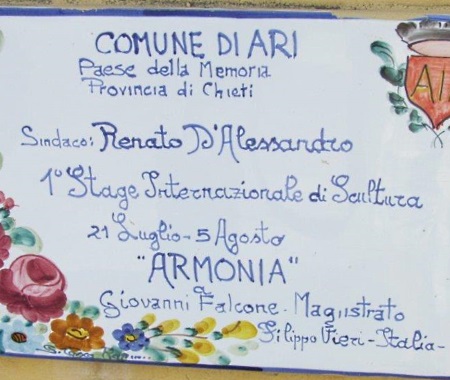 COMUNE DI ARI
Paese della Memoria
Provincia di Chieti
Sindaco: Renato D'Alessandro
1° Stage Internazionale di Scultura
21 Luglio - 5 Agosto
"ARMONIA"
a
Giovanni Falcone - Magistrato
Filippo Fieri - Italia -